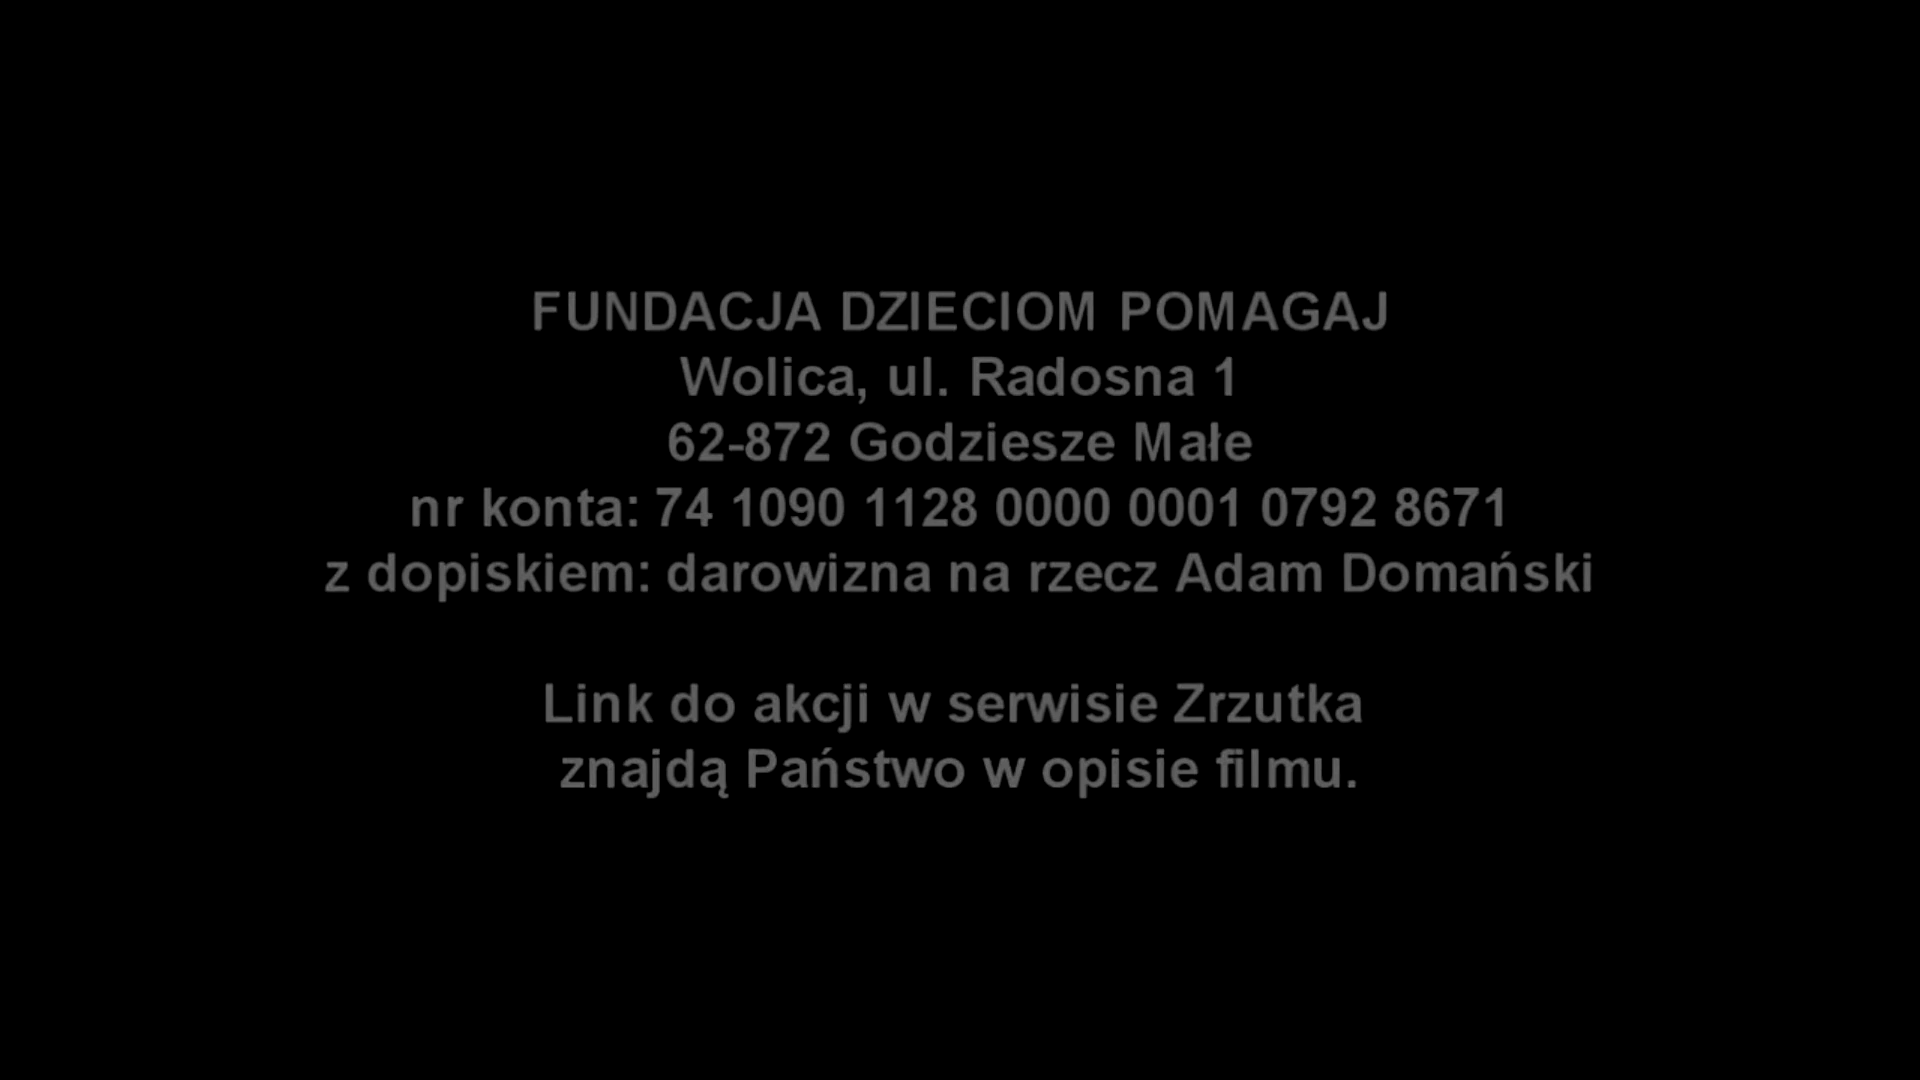 FUNDACJA DZIECIOM POMAGAJ
Wolica, ul. Radosna 1
62-872 Godziesze Małe
nr konta: 74 1090 1128 0000 0001 0792 8671
z dopiskiem: darowizna na rzecz Adam Domański
Link do akcji w serwisie Zrzutka
znajdą Państwo w opisie filmu.